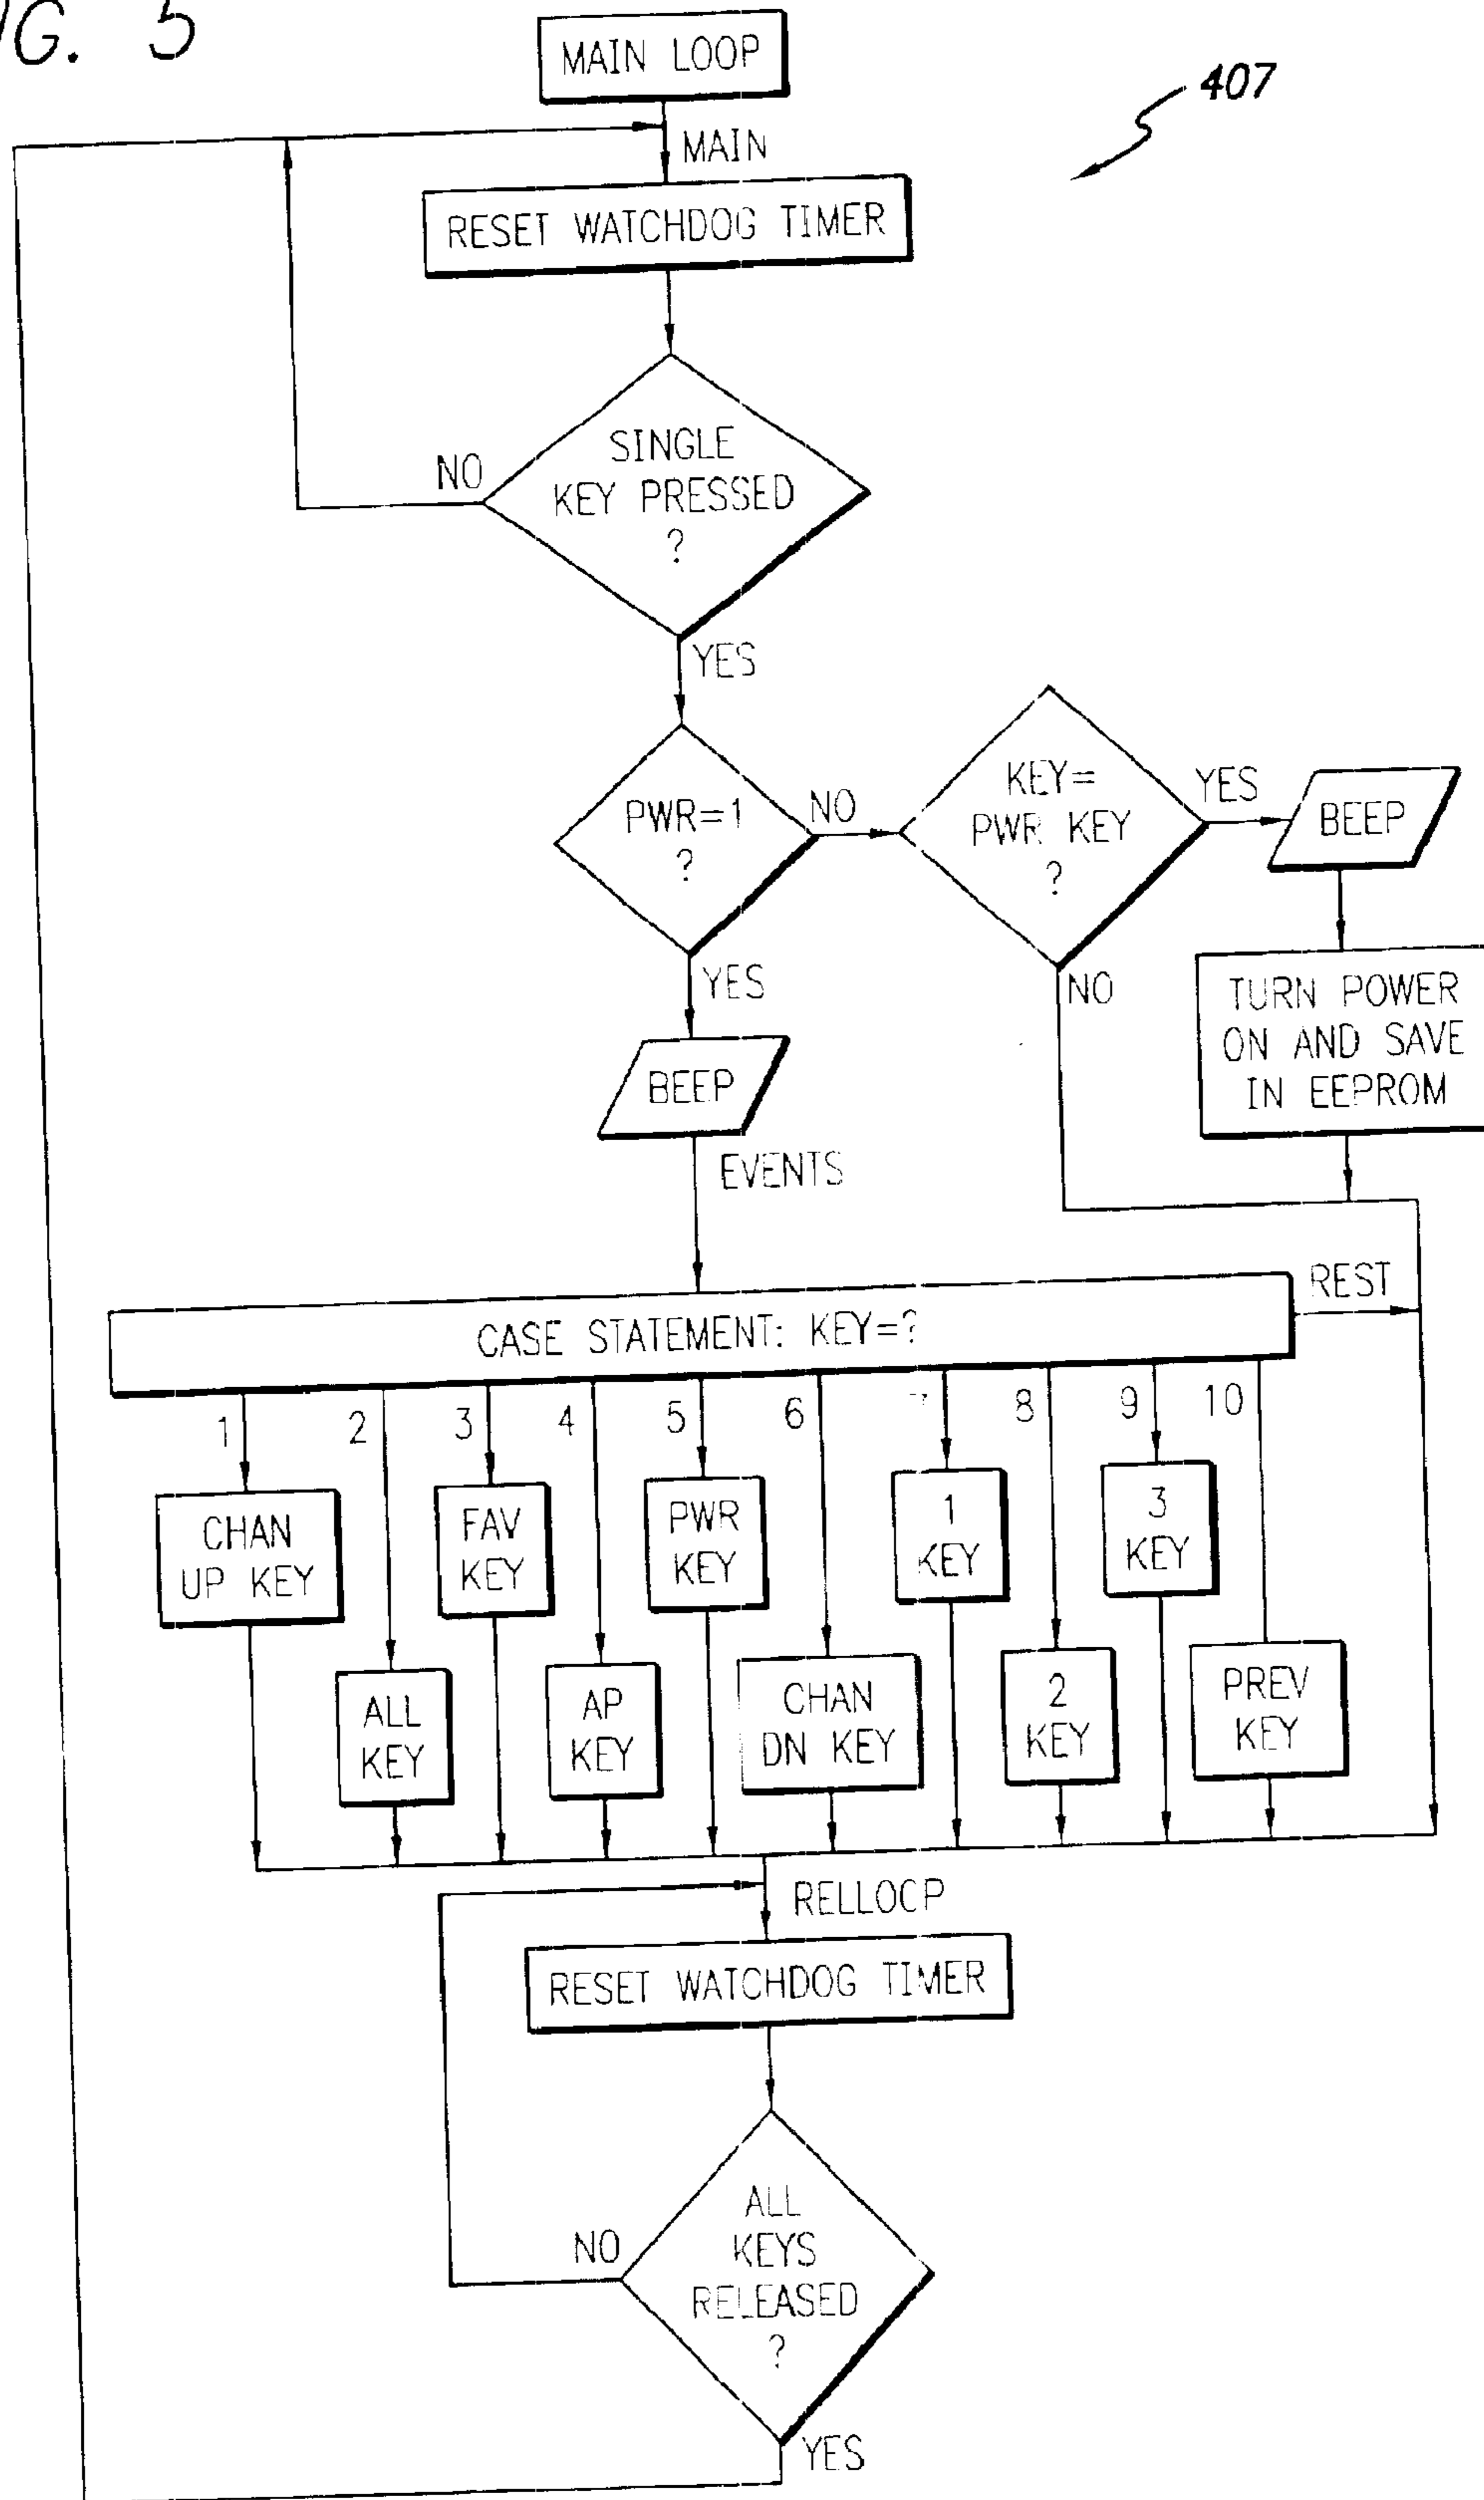 G. 5
MAIN LOOP
407
MAIN
RESET WATCHDOG TIMER
SINGLE
KEY PRESSED
?
NO
YES
PWR=1
?
NO
KEY=
PWR KEY
?
YES
BEEP
YES
NO
TURN POWER
ON AND SAVE
IN EEPROM
BEEP
EVENTS
REST
CASE STATEMENT: KEY=?
1
2
3
4
5
6
8
9
10
CHAN
UP KEY
FAV
KEY
PWR
KEY
1
KEY
3
KEY
ALL
KEY
AP
KEY
CHAN
DN KEY
2
KEY
PREV
KEY
RELLOCP
RESET WATCHDOG TIMER
ALL
KEYS
RELEASED
?
NO
YES